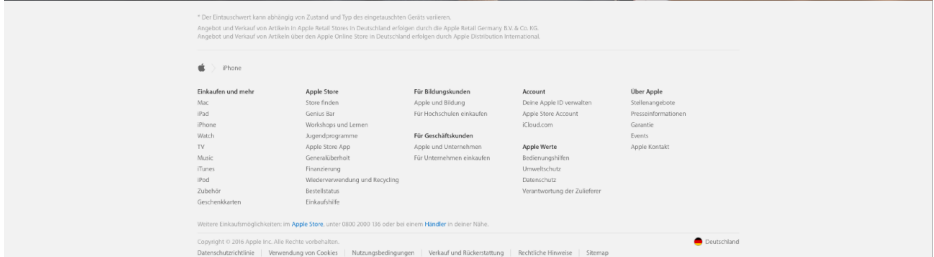 * Der Eintauschwert kann abhängig von Zustand und Typ des eingetauschten Geräts variieren.
Angebot und Verkauf von Artikeln in Apple Retail Stores in Deutschland erfolgen durch die Apple Retail Germany B.V. & Co. KG.
Angebot und Verkauf von Artikeln über den Apple Online Store in Deutschland erfolgen durch Apple Distribution International.
iPhone
Einkaufen und mehr
Mac
iPad
iPhone
Watch
TV
Music
iTunes
iPod
Zubehör
Geschenkkarten
Apple Store
Store finden
Genius Bar
Workshops und Lernen
Jugendprogramme
Apple Store App
Generalüberholt
Finanzierung
Wiederverwendung und Recycling
Bestellstatus
Einkaufshilfe
Für Bildungskunden
Apple und Bildung
Für Hochschulen einkaufen
Für Geschäftskunden
Apple und Unternehmen
Für Unternehmen einkaufen
Account
Deine Apple ID verwalten
Apple Store Account
iCloud.com
Apple Werte
Bedienungshilfen
Umweltschutz
Datenschutz
Verantwortung der Zulieferer
Über Apple
Stellenangebote
Presseinformationen
Garantie
Events
Apple Kontakt
Weitere Einkaufsmöglichkeiten: im Apple Store, unter 0800 2000 136 oder bei einem Händler in deiner Nähe.
Copyright © 2016 Apple Inc. Alle Rechte vorbehalten.
Deutschland
Datenschutzrichtlinie | Verwendung von Cookies | Nutzungsbedingungen | Verkauf und Rückerstattung | Rechtliche Hinweise | Sitemap